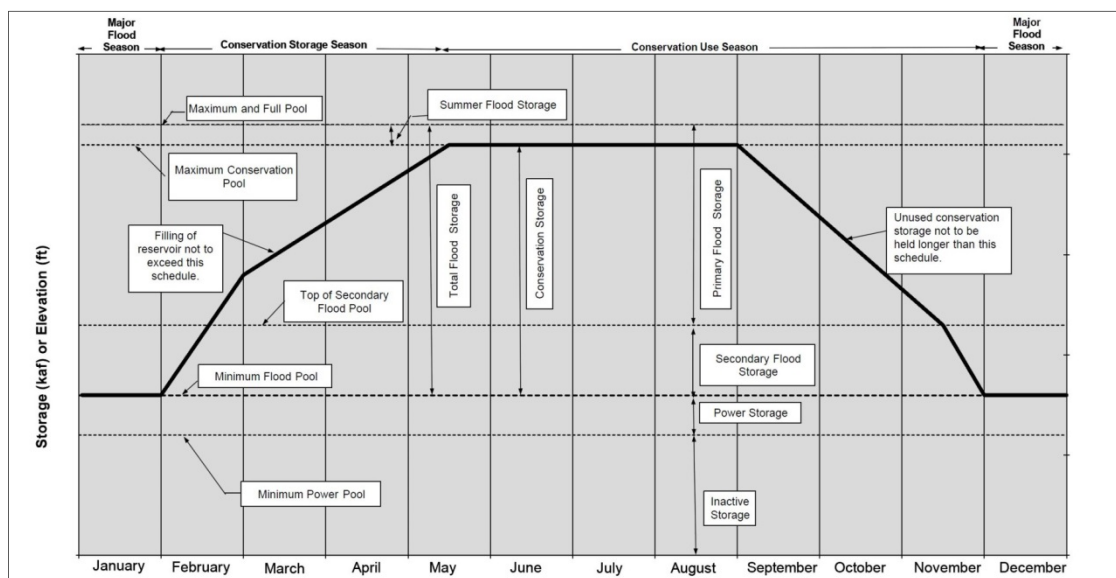 Major
Flood
Season
Conservation Storage Season
Conservation Use Season
Major
Flood
Season
Maximum and Full Pool
Summer Flood Storage
Maximum Conservation
Pool
Filling of
reservoir not to
exceed this
schedule.
Total Flood Storage
Conservation Storage
Primary Flood Storage
Unused conservation
storage not to be
held longer than this
schedule.
Top of Secondary
Flood Pool
Minimum Flood Pool
Secondary Flood
Storage
Power Storage
Minimum Power Pool
Inactive
Storage
Storage (kaf) or Elevation (ft)
January February March April May June July August September October November December